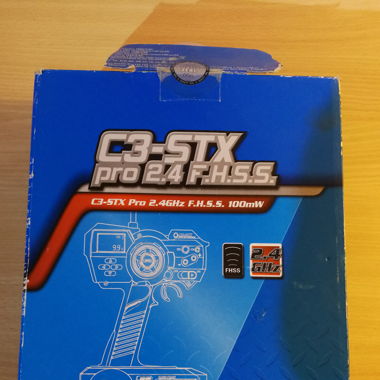 C3-STX
pro 2.4 F.H.S.S.
C3-STX Pro 2.4GHz F.H.S.S. 100mW
FHSS
2.4
GHz